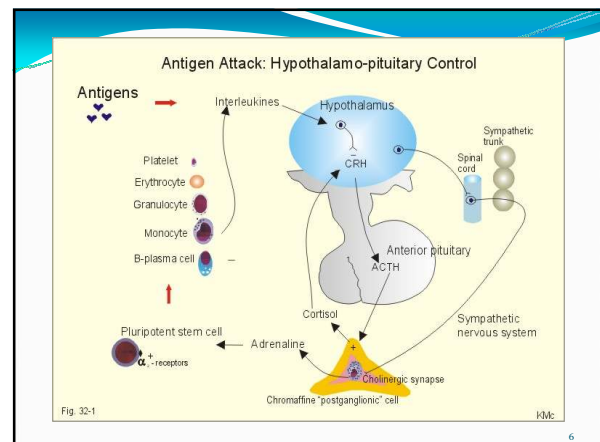 Antigen Attack: Hypothalamo-pituitary Control
Antigens
Interleukines
Hypothalamus
Sympathetic
trunk
Spinal
cord
Platelet
–
CRH
Erythrocyte
Granulocyte
Monocyte
B-plasma cell
–
Anterior pituitary
ACTH
Cortisol
Sympathetic
nervous system
Pluripotent stem cell
Adrenaline
+
+
α, - receptors
Cholinergic synapse
Chromaffine "postganglionic" cell
Fig. 32-1
KMc
6